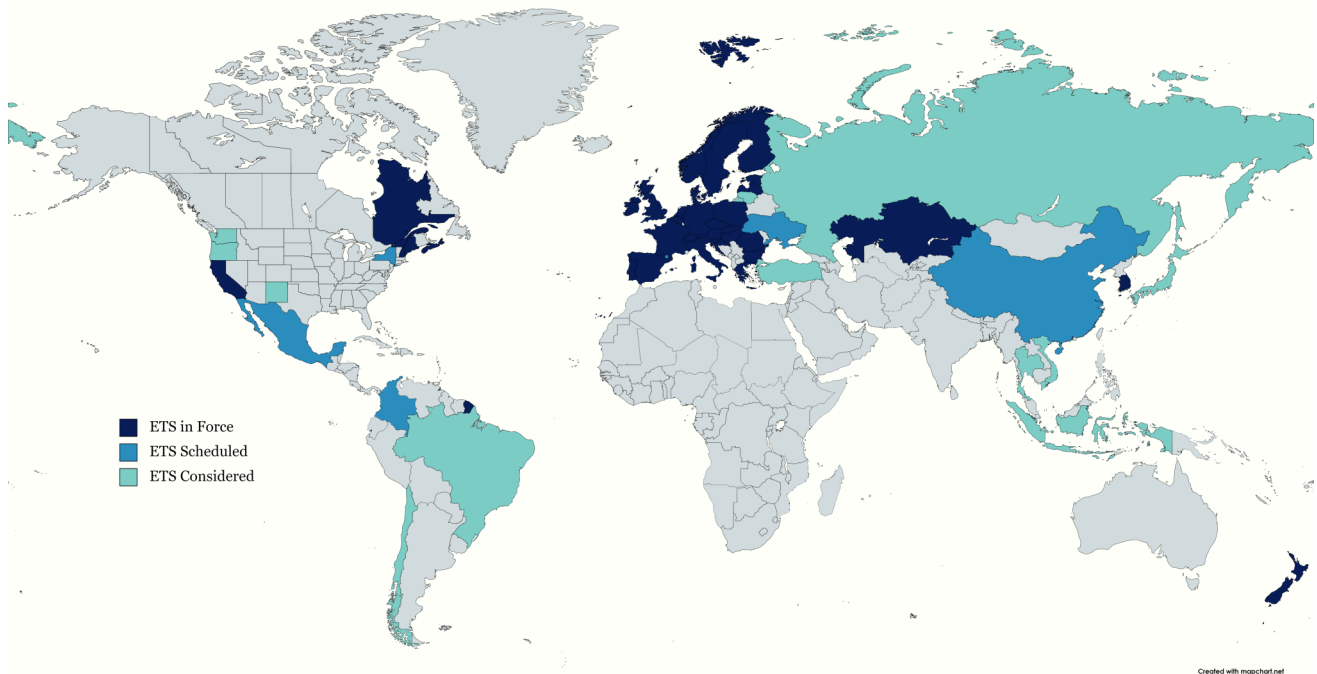 ETS in Force
ETS Scheduled
ETS Considered
Created with mapchart.net